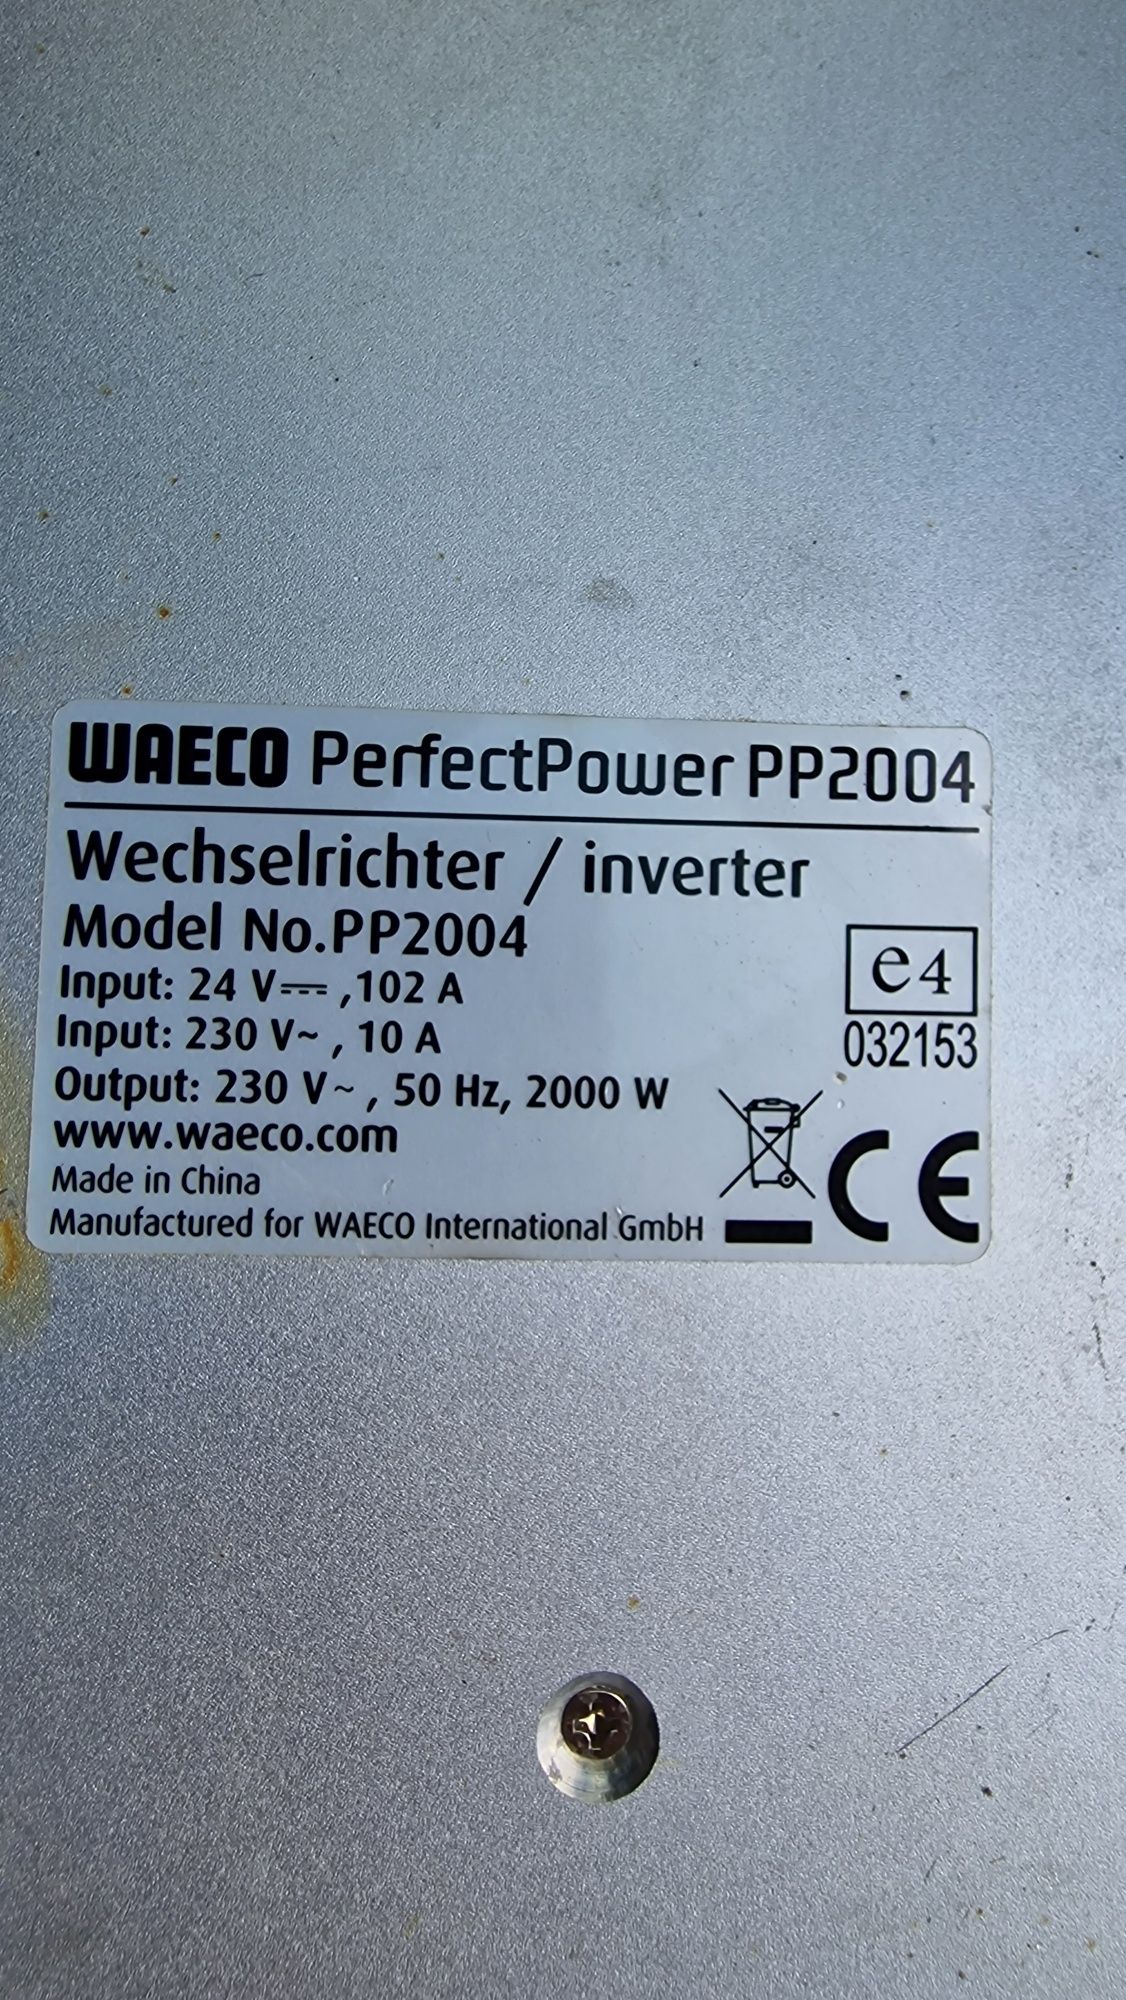 WAECO PerfectPower PP2004
Wechselrichter / inverter
Model No.PP2004
Input: 24 V⎓ ,102 A
Input: 230 V~ , 10 A
Output: 230 V~ , 50 Hz, 2000 W
www.waeco.com
Made in China
Manufactured for WAECO International GmbH
e4
032153
CE